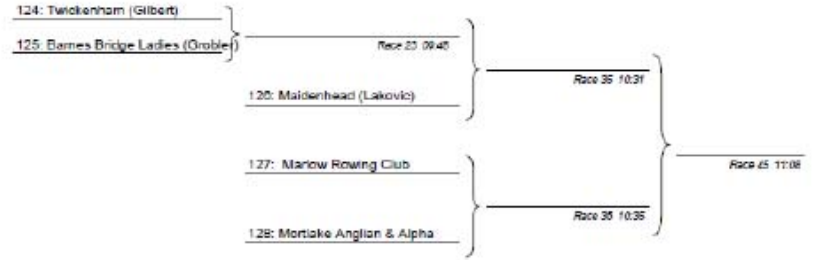 124: Twickenham (Gilbert)
125: Barnes Bridge Ladies (Grobler)
Race 23 09:48
126: Maidenhead (Lakovic)
Race 35 10:31
127: Marlow Rowing Club
Race 45 11:08
Race 36 10:35
128: Mortlake Anglian & Alpha